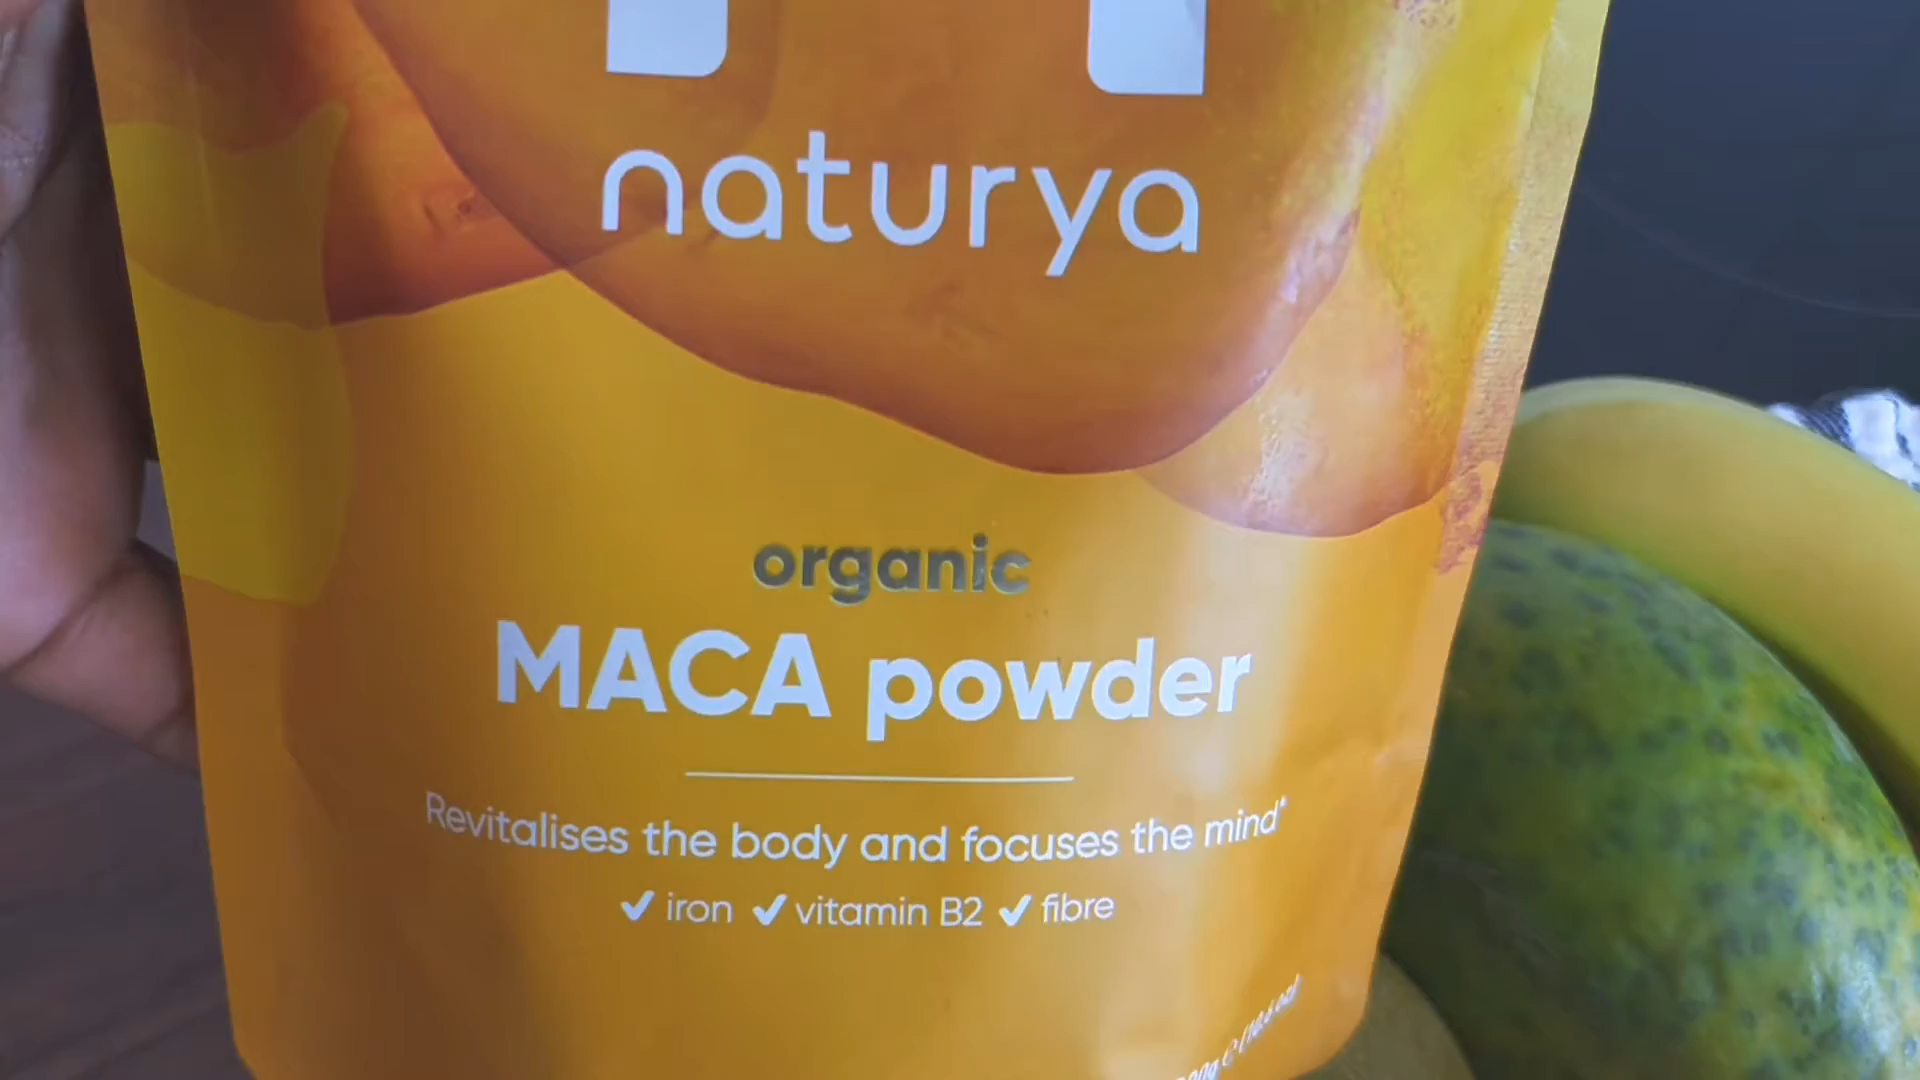 naturya
organic
MACA powder
Revitalises the body and focuses the mind*
✓ iron ✓ vitamin B2 ✓ fibre